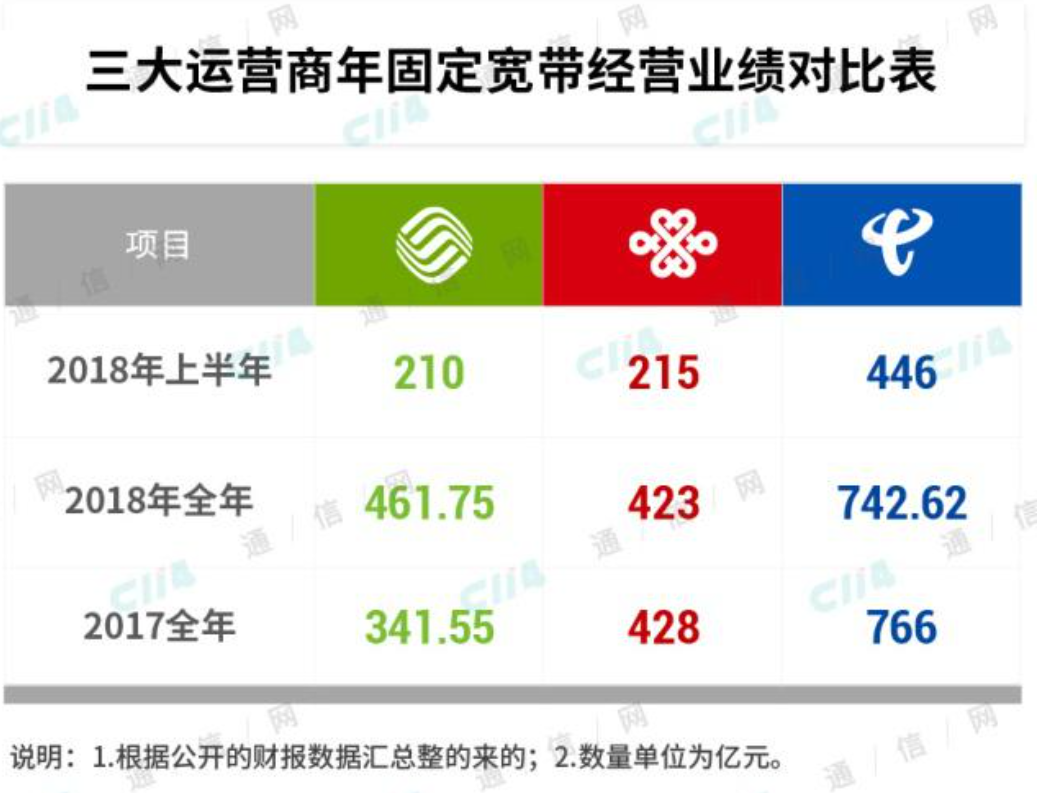 三大运营商年固定宽带经营业绩对比表
项目
2018年上半年 210 215 446
2018年全年 461.75 423 742.62
2017全年 341.55 428 766
说明：1.根据公开的财报数据汇总整的来的；2.数量单位为亿元。
通/信/网
CIIA